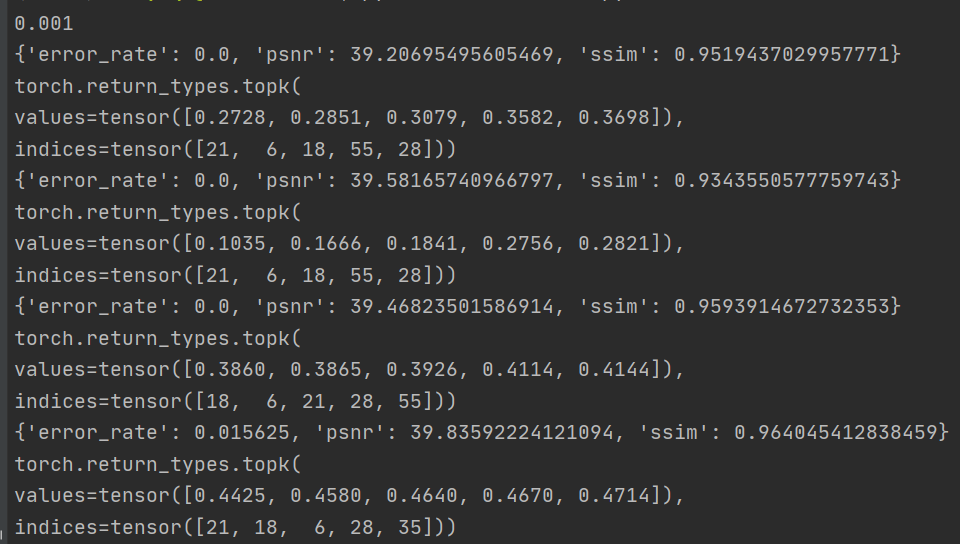 0.001
{'error_rate': 0.0, 'psnr': 39.20695495605469, 'ssim': 0.9519437029957771}
torch.return_types.topk(
values=tensor([0.2728, 0.2851, 0.3079, 0.3582, 0.3698]),
indices=tensor([21,  6, 18, 55, 28]))
{'error_rate': 0.0, 'psnr': 39.58165740966797, 'ssim': 0.9343550577759743}
torch.return_types.topk(
values=tensor([0.1035, 0.1666, 0.1841, 0.2756, 0.2821]),
indices=tensor([21,  6, 18, 55, 28]))
{'error_rate': 0.0, 'psnr': 39.46823501586914, 'ssim': 0.9593914672732353}
torch.return_types.topk(
values=tensor([0.3860, 0.3865, 0.3926, 0.4114, 0.4144]),
indices=tensor([18,  6, 21, 28, 55]))
{'error_rate': 0.015625, 'psnr': 39.83592224121094, 'ssim': 0.964045412838459}
torch.return_types.topk(
values=tensor([0.4425, 0.4580, 0.4640, 0.4670, 0.4714]),
indices=tensor([21, 18,  6, 28, 35]))